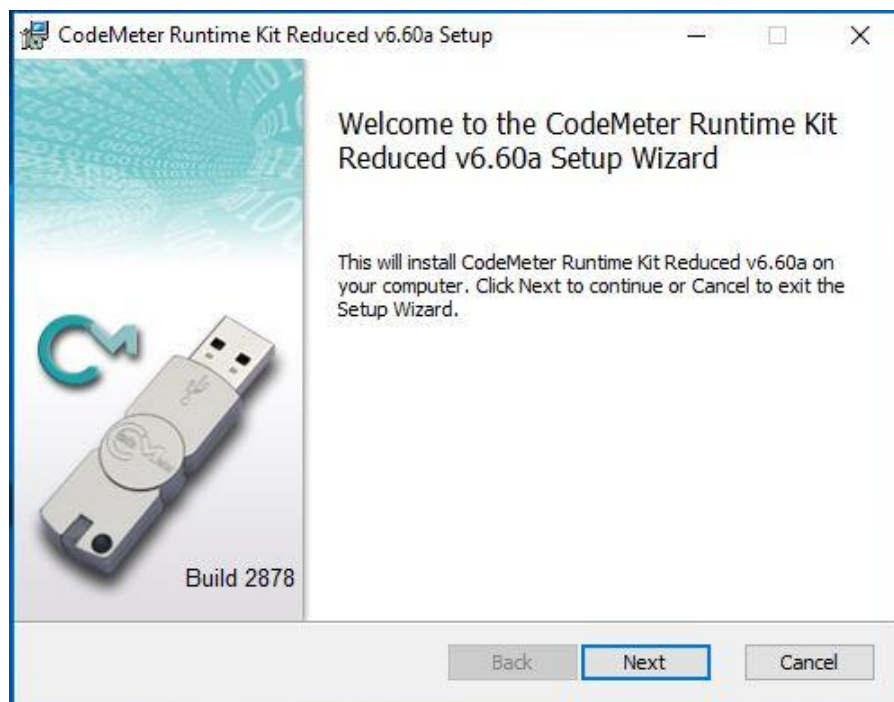 CodeMeter Runtime Kit Reduced v6.60a Setup
Welcome to the CodeMeter Runtime Kit
Reduced v6.60a Setup Wizard
This will install CodeMeter Runtime Kit Reduced v6.60a on
your computer. Click Next to continue or Cancel to exit the
Setup Wizard.
Build 2878
Back
Next
Cancel